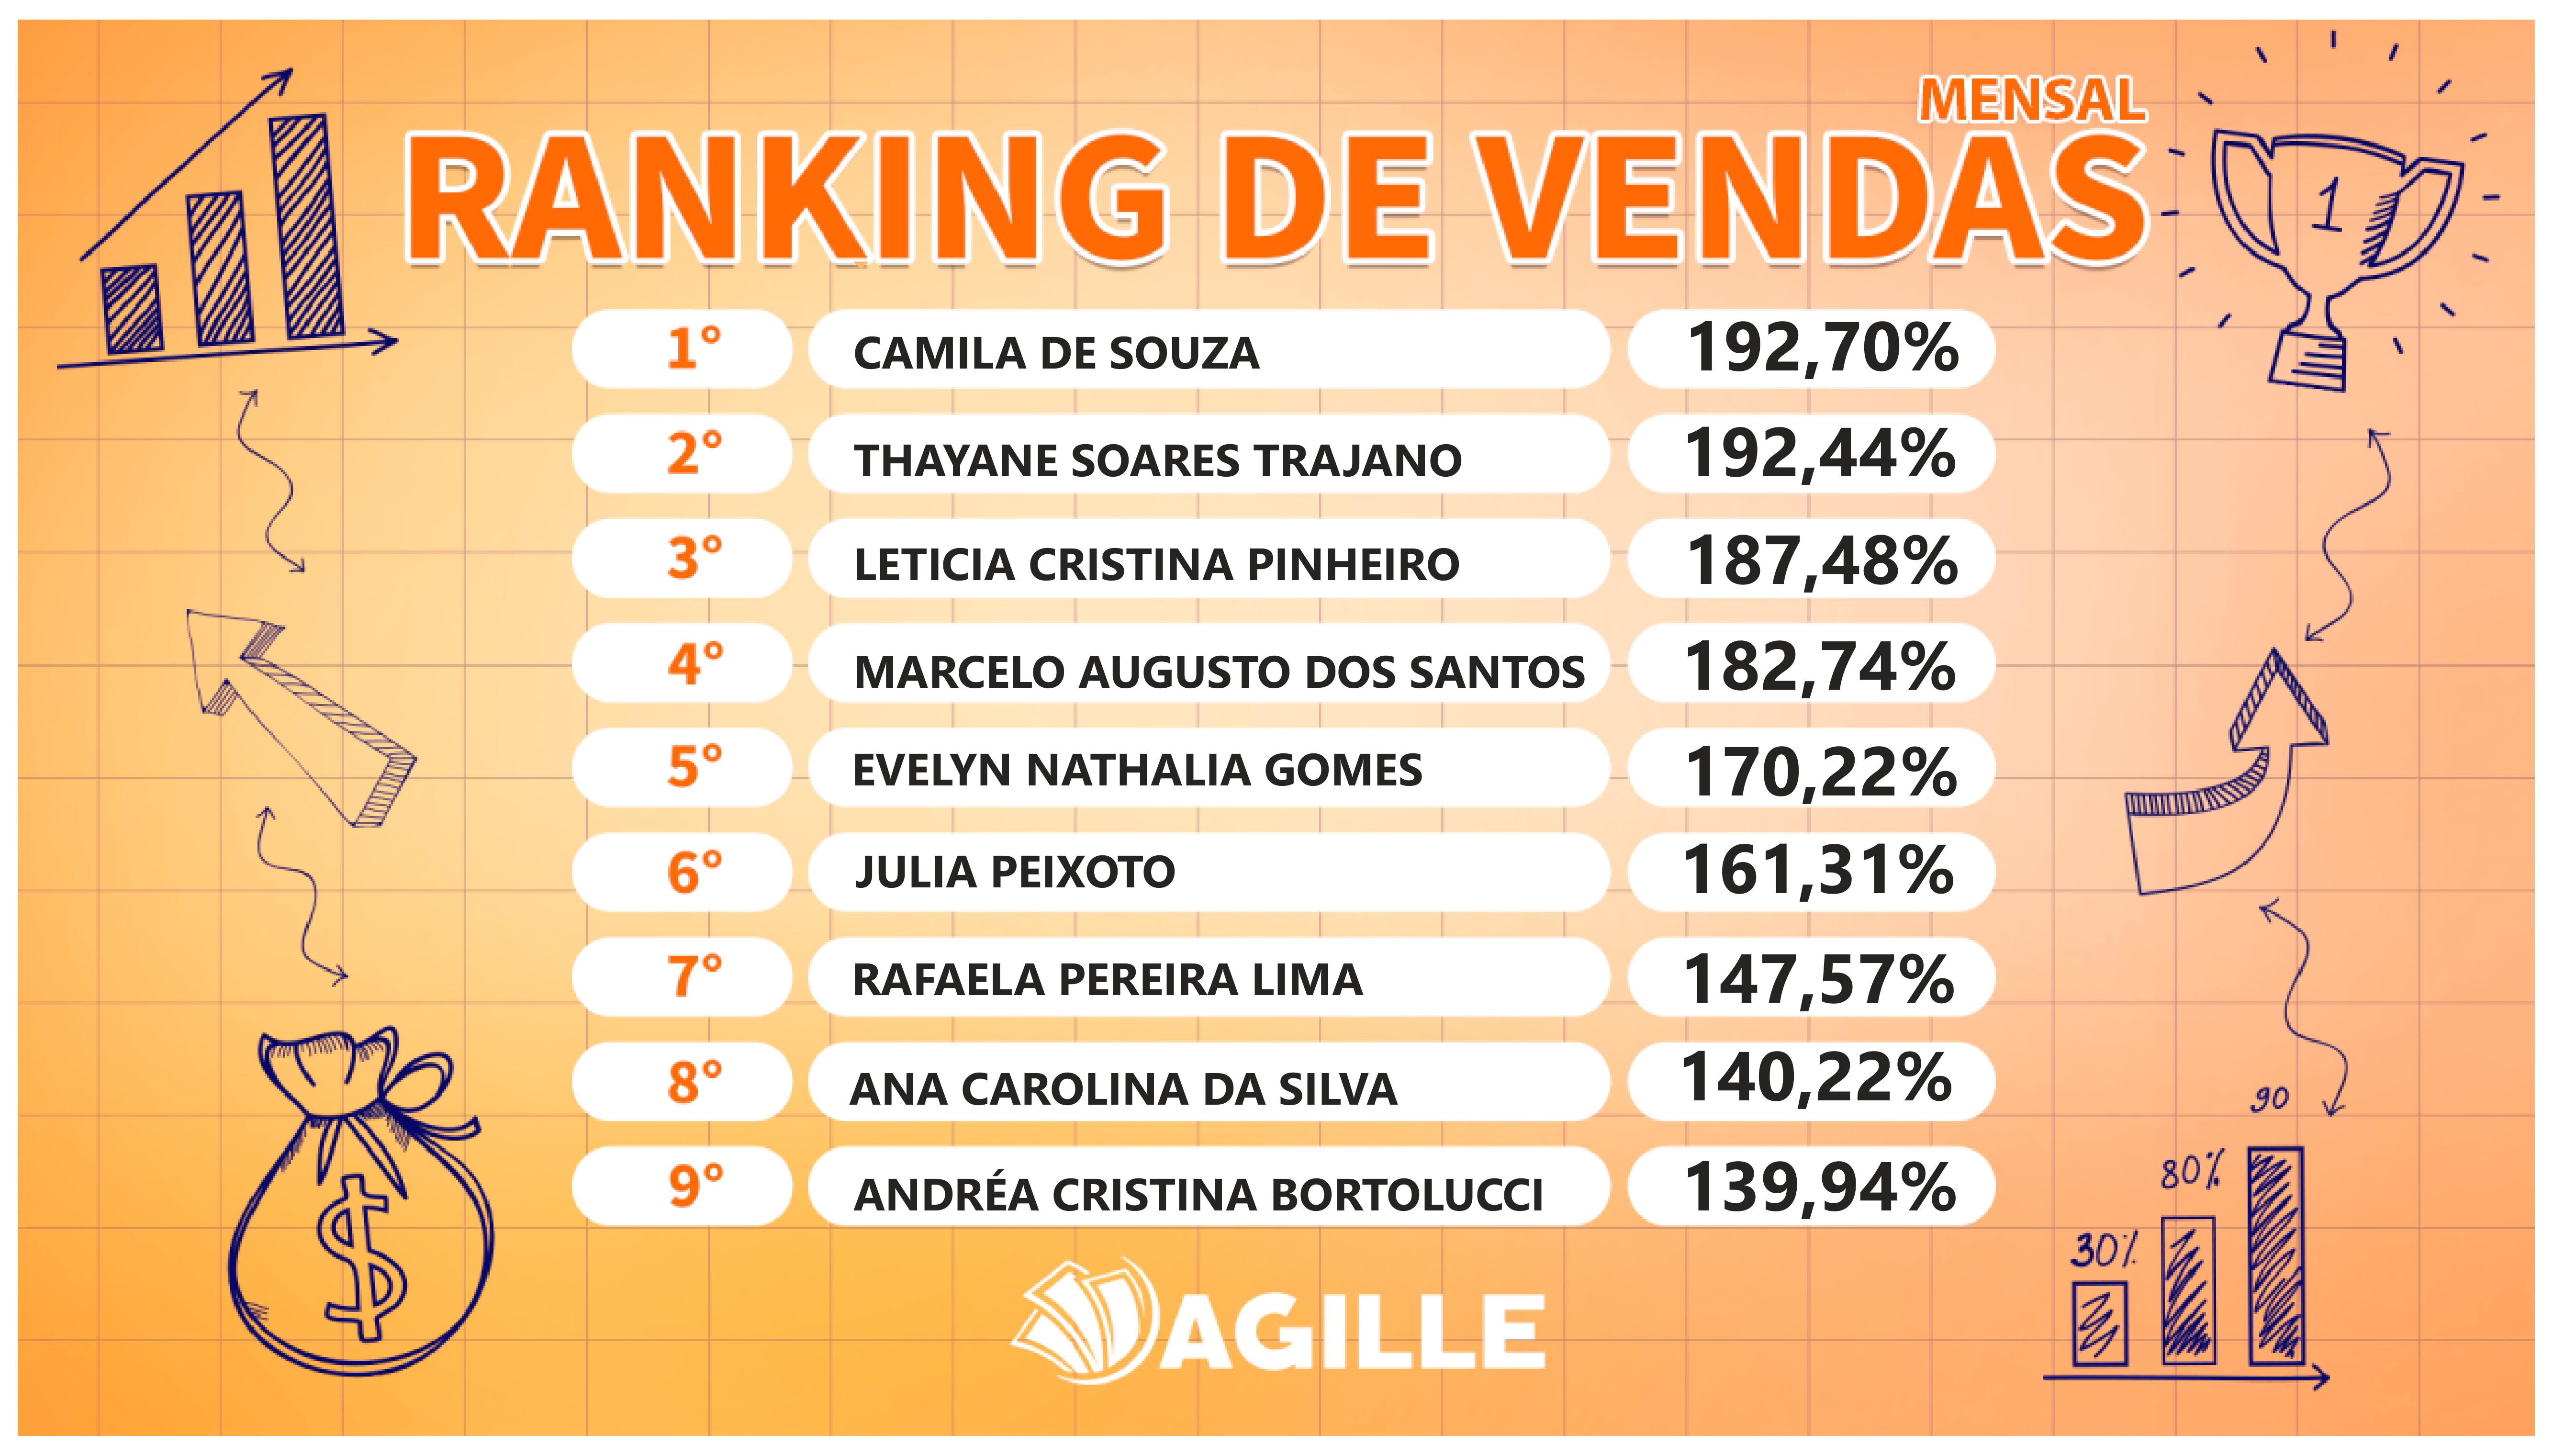 MENSAL
RANKING DE VENDAS
1
1° CAMILA DE SOUZA 192,70%
2° THAYANE SOARES TRAJANO 192,44%
3° LETICIA CRISTINA PINHEIRO 187,48%
4° MARCELO AUGUSTO DOS SANTOS 182,74%
5° EVELYN NATHALIA GOMES 170,22%
6° JULIA PEIXOTO 161,31%
7° RAFAELA PEREIRA LIMA 147,57%
8° ANA CAROLINA DA SILVA 140,22%
9° ANDRÉA CRISTINA BORTOLUCCI 139,94%
$
30%
80%
90
AGILLE